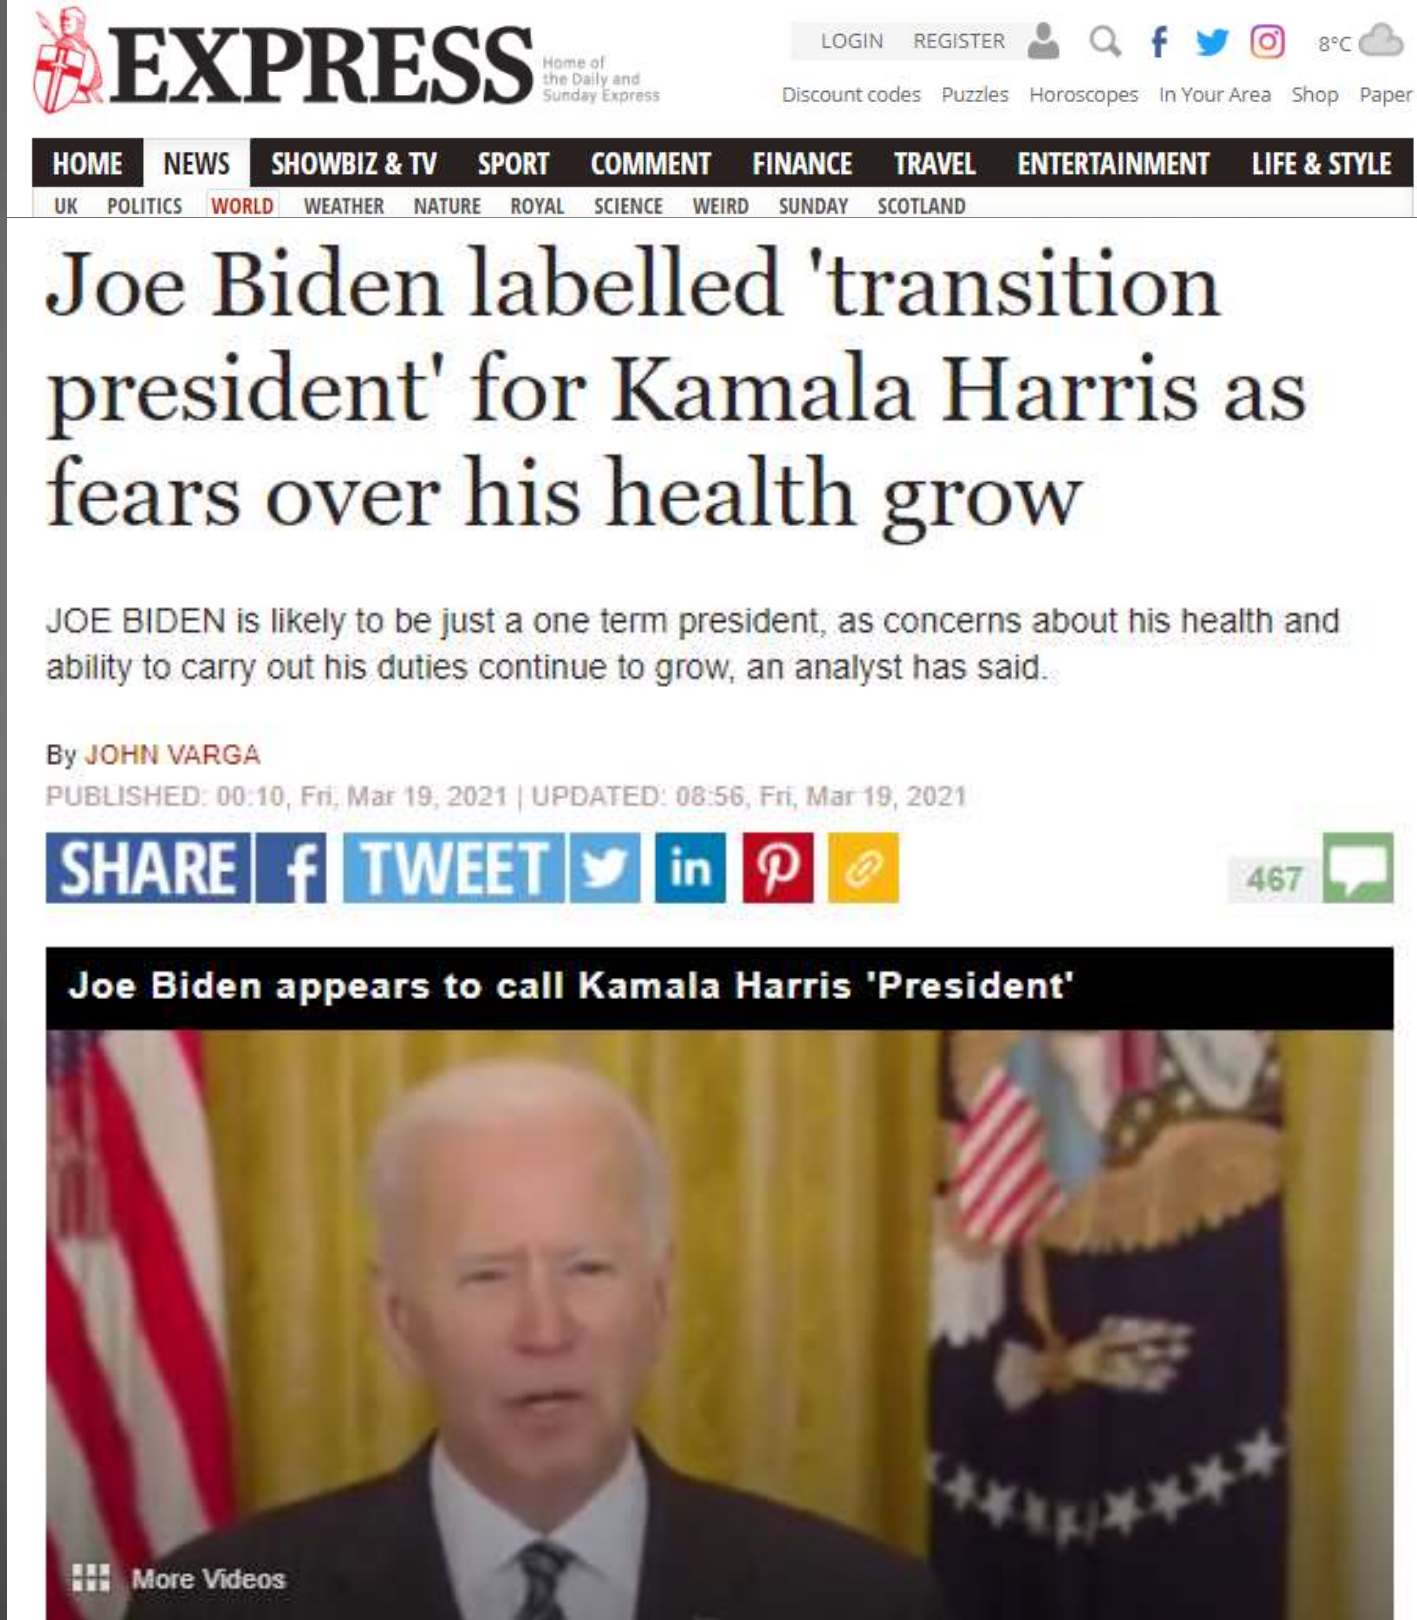 EXPRESS
Home of
the Daily and
Sunday Express
LOGIN REGISTER
8°C
Discount codes Puzzles Horoscopes In Your Area Shop Paper
HOME NEWS SHOWBIZ & TV SPORT COMMENT FINANCE TRAVEL ENTERTAINMENT LIFE & STYLE
UK POLITICS WORLD WEATHER NATURE ROYAL SCIENCE WEIRD SUNDAY SCOTLAND
Joe Biden labelled 'transition
president' for Kamala Harris as
fears over his health grow
JOE BIDEN is likely to be just a one term president, as concerns about his health and
ability to carry out his duties continue to grow, an analyst has said.
By JOHN VARGA
PUBLISHED: 00:10, Fri, Mar 19, 2021 | UPDATED: 08:56, Fri, Mar 19, 2021
SHARE f TWEET in
467
Joe Biden appears to call Kamala Harris 'President'
More Videos